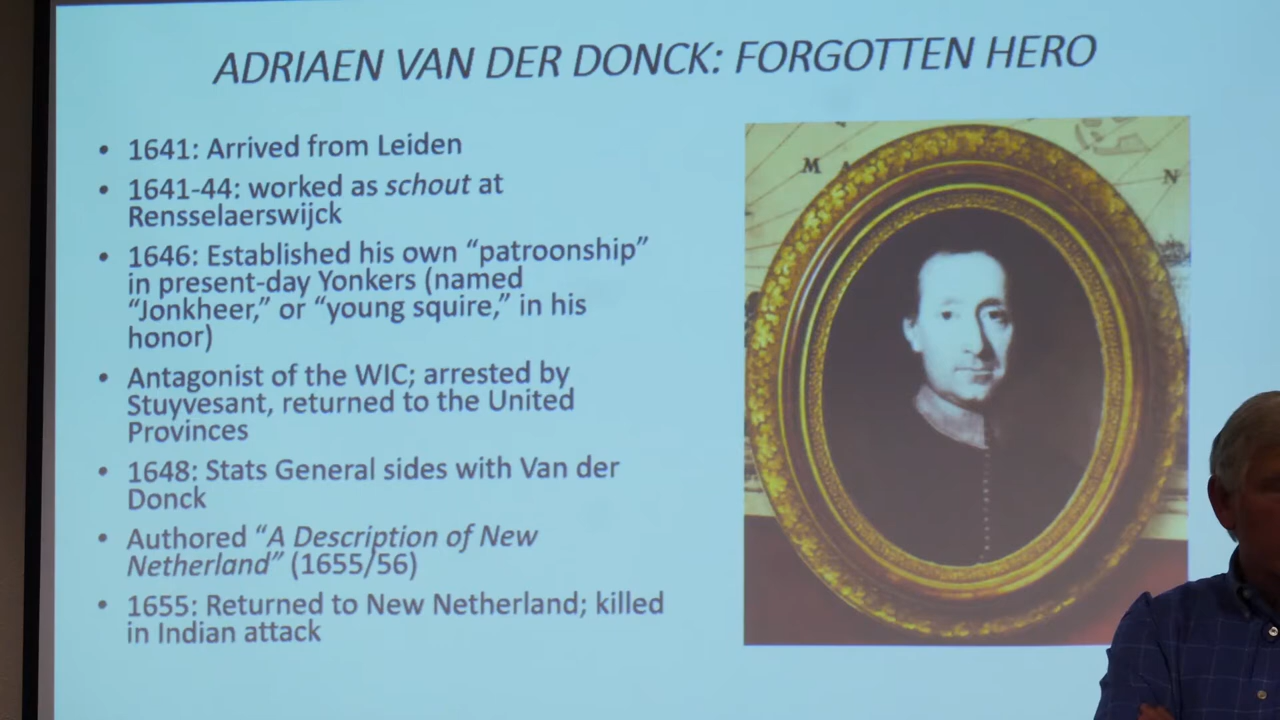 ADRIAEN VAN DER DONCK: FORGOTTEN HERO
• 1641: Arrived from Leiden
• 1641-44: worked as schout at
Rensselaerswijck
• 1646: Established his own “patroonship”
in present-day Yonkers (named
“Jonkheer,” or “young squire,” in his
honor)
• Antagonist of the WIC; arrested by
Stuyvesant, returned to the United
Provinces
• 1648: Stats General sides with Van der
Donck
• Authored “A Description of New
Netherland” (1655/56)
• 1655: Returned to New Netherland; killed
in Indian attack
M A N